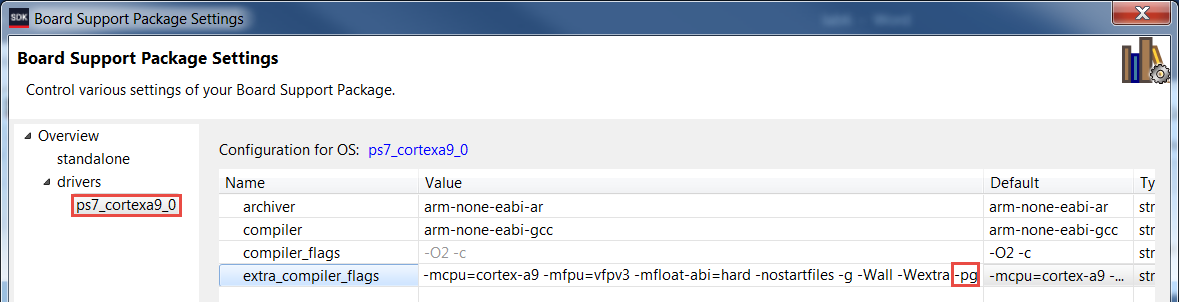 SDK Board Support Package Settings
Board Support Package Settings
Control various settings of your Board Support Package.
Overview
standalone
drivers
ps7_cortexa9_0
Configuration for OS: ps7_cortexa9_0
Name Value Default Ty
archiver arm-none-eabi-ar arm-none-eabi-ar str
compiler arm-none-eabi-gcc arm-none-eabi-gcc str
compiler_flags -O2 -c -O2 -c str
extra_compiler_flags -mcpu=cortex-a9 -mfpu=vfpv3 -mfloat-abi=hard -nostartfiles -g -Wall -Wextra -pg -mcpu=cortex-a9 -... str